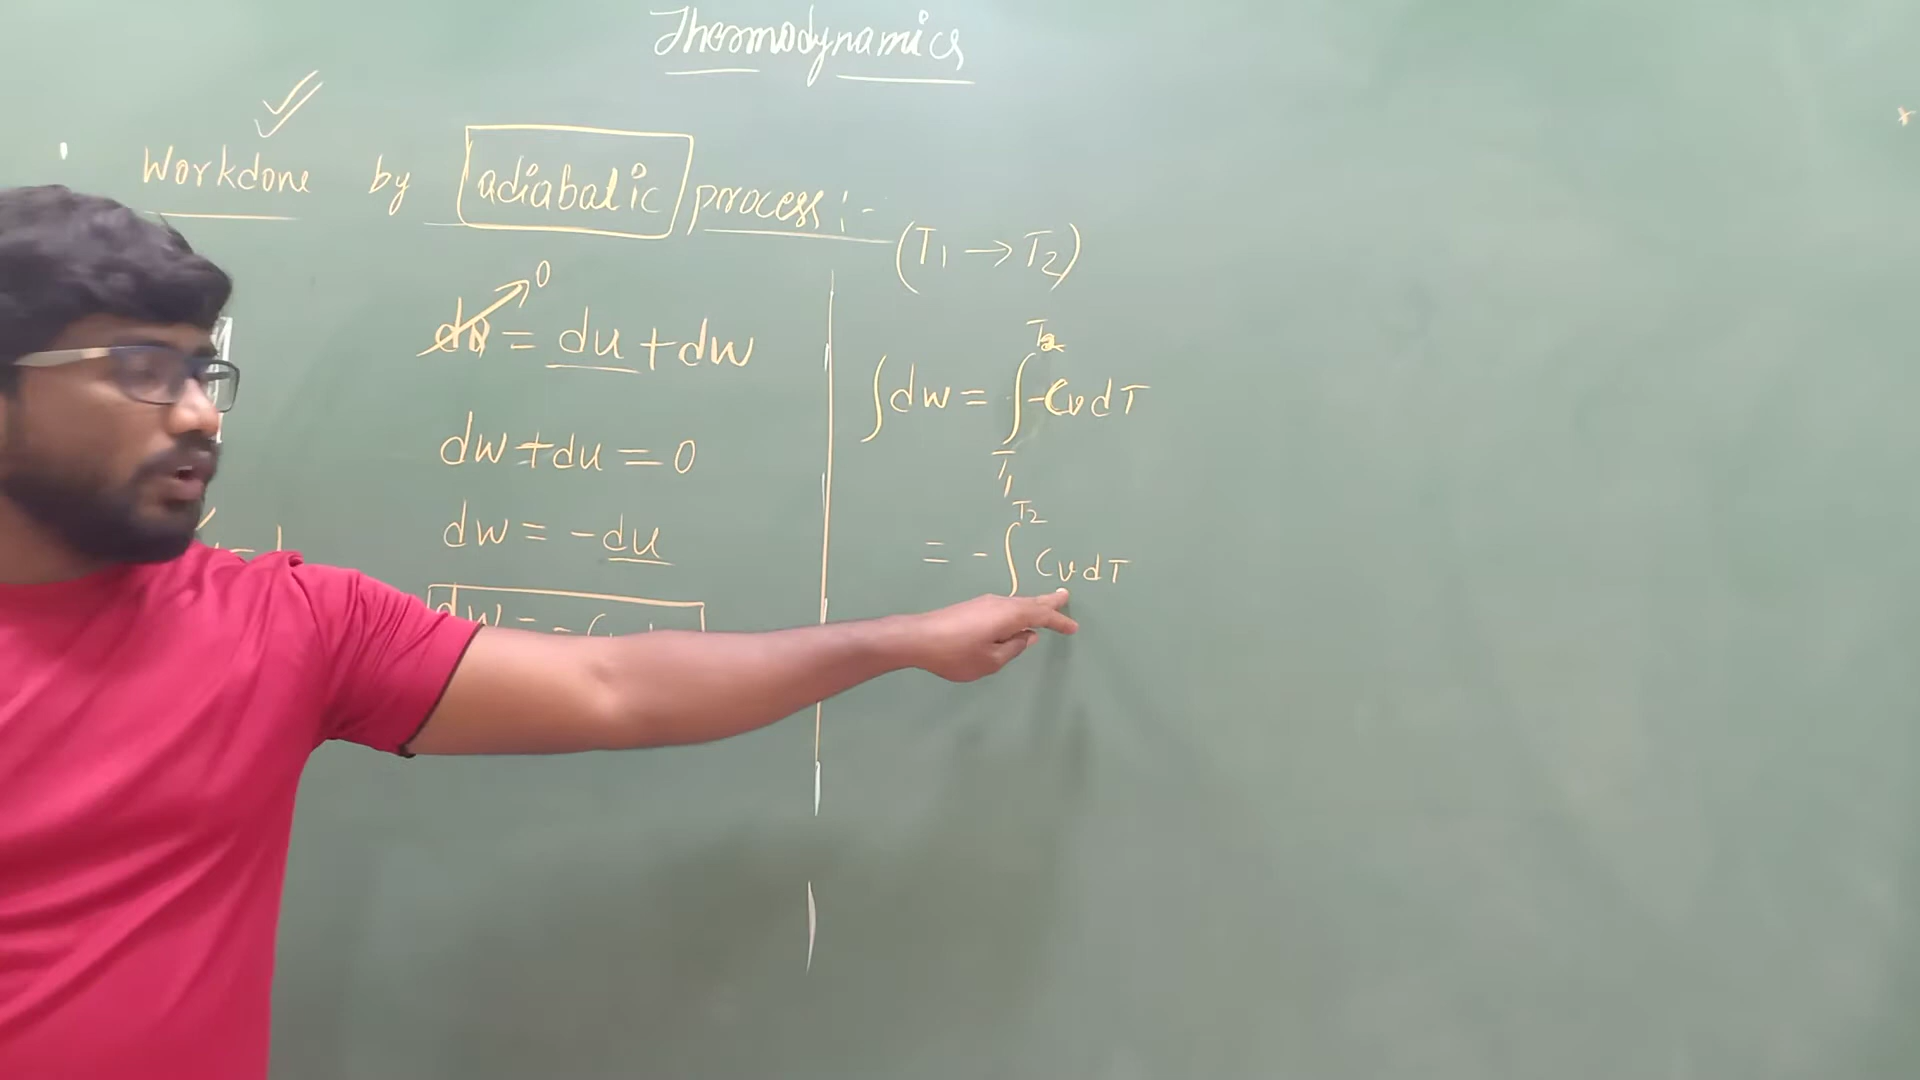 Thermodynamics
Workdone by adiabatic process :-
(T1 → T2)
dQ = du + dw
0
dw + du = 0
dw = -du
dw = -
∫dw = ∫ -Cv dT
T2
T1
= - ∫ Cv dT
T2